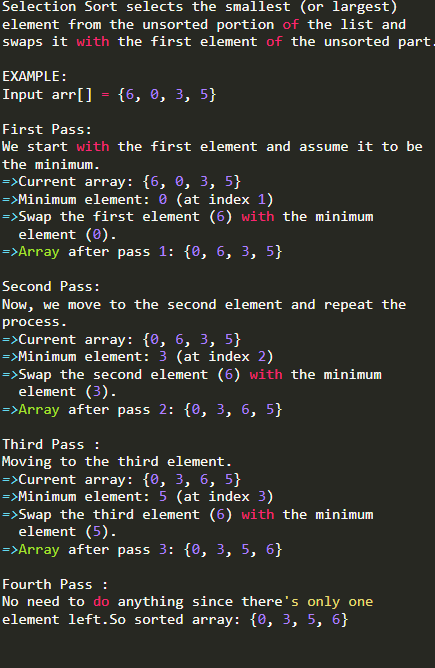 Selection Sort selects the smallest (or largest)
element from the unsorted portion of the list and
swaps it with the first element of the unsorted part.
EXAMPLE:
Input arr[] = {6, 0, 3, 5}
First Pass:
We start with the first element and assume it to be
the minimum.
=>Current array: {6, 0, 3, 5}
=>Minimum element: 0 (at index 1)
=>Swap the first element (6) with the minimum
element (0).
=>Array after pass 1: {0, 6, 3, 5}
Second Pass:
Now, we move to the second element and repeat the
process.
=>Current array: {0, 6, 3, 5}
=>Minimum element: 3 (at index 2)
=>Swap the second element (6) with the minimum
element (3).
=>Array after pass 2: {0, 3, 6, 5}
Third Pass :
Moving to the third element.
=>Current array: {0, 3, 6, 5}
=>Minimum element: 5 (at index 3)
=>Swap the third element (6) with the minimum
element (5).
=>Array after pass 3: {0, 3, 5, 6}
Fourth Pass :
No need to do anything since there's only one
element left.So sorted array: {0, 3, 5, 6}